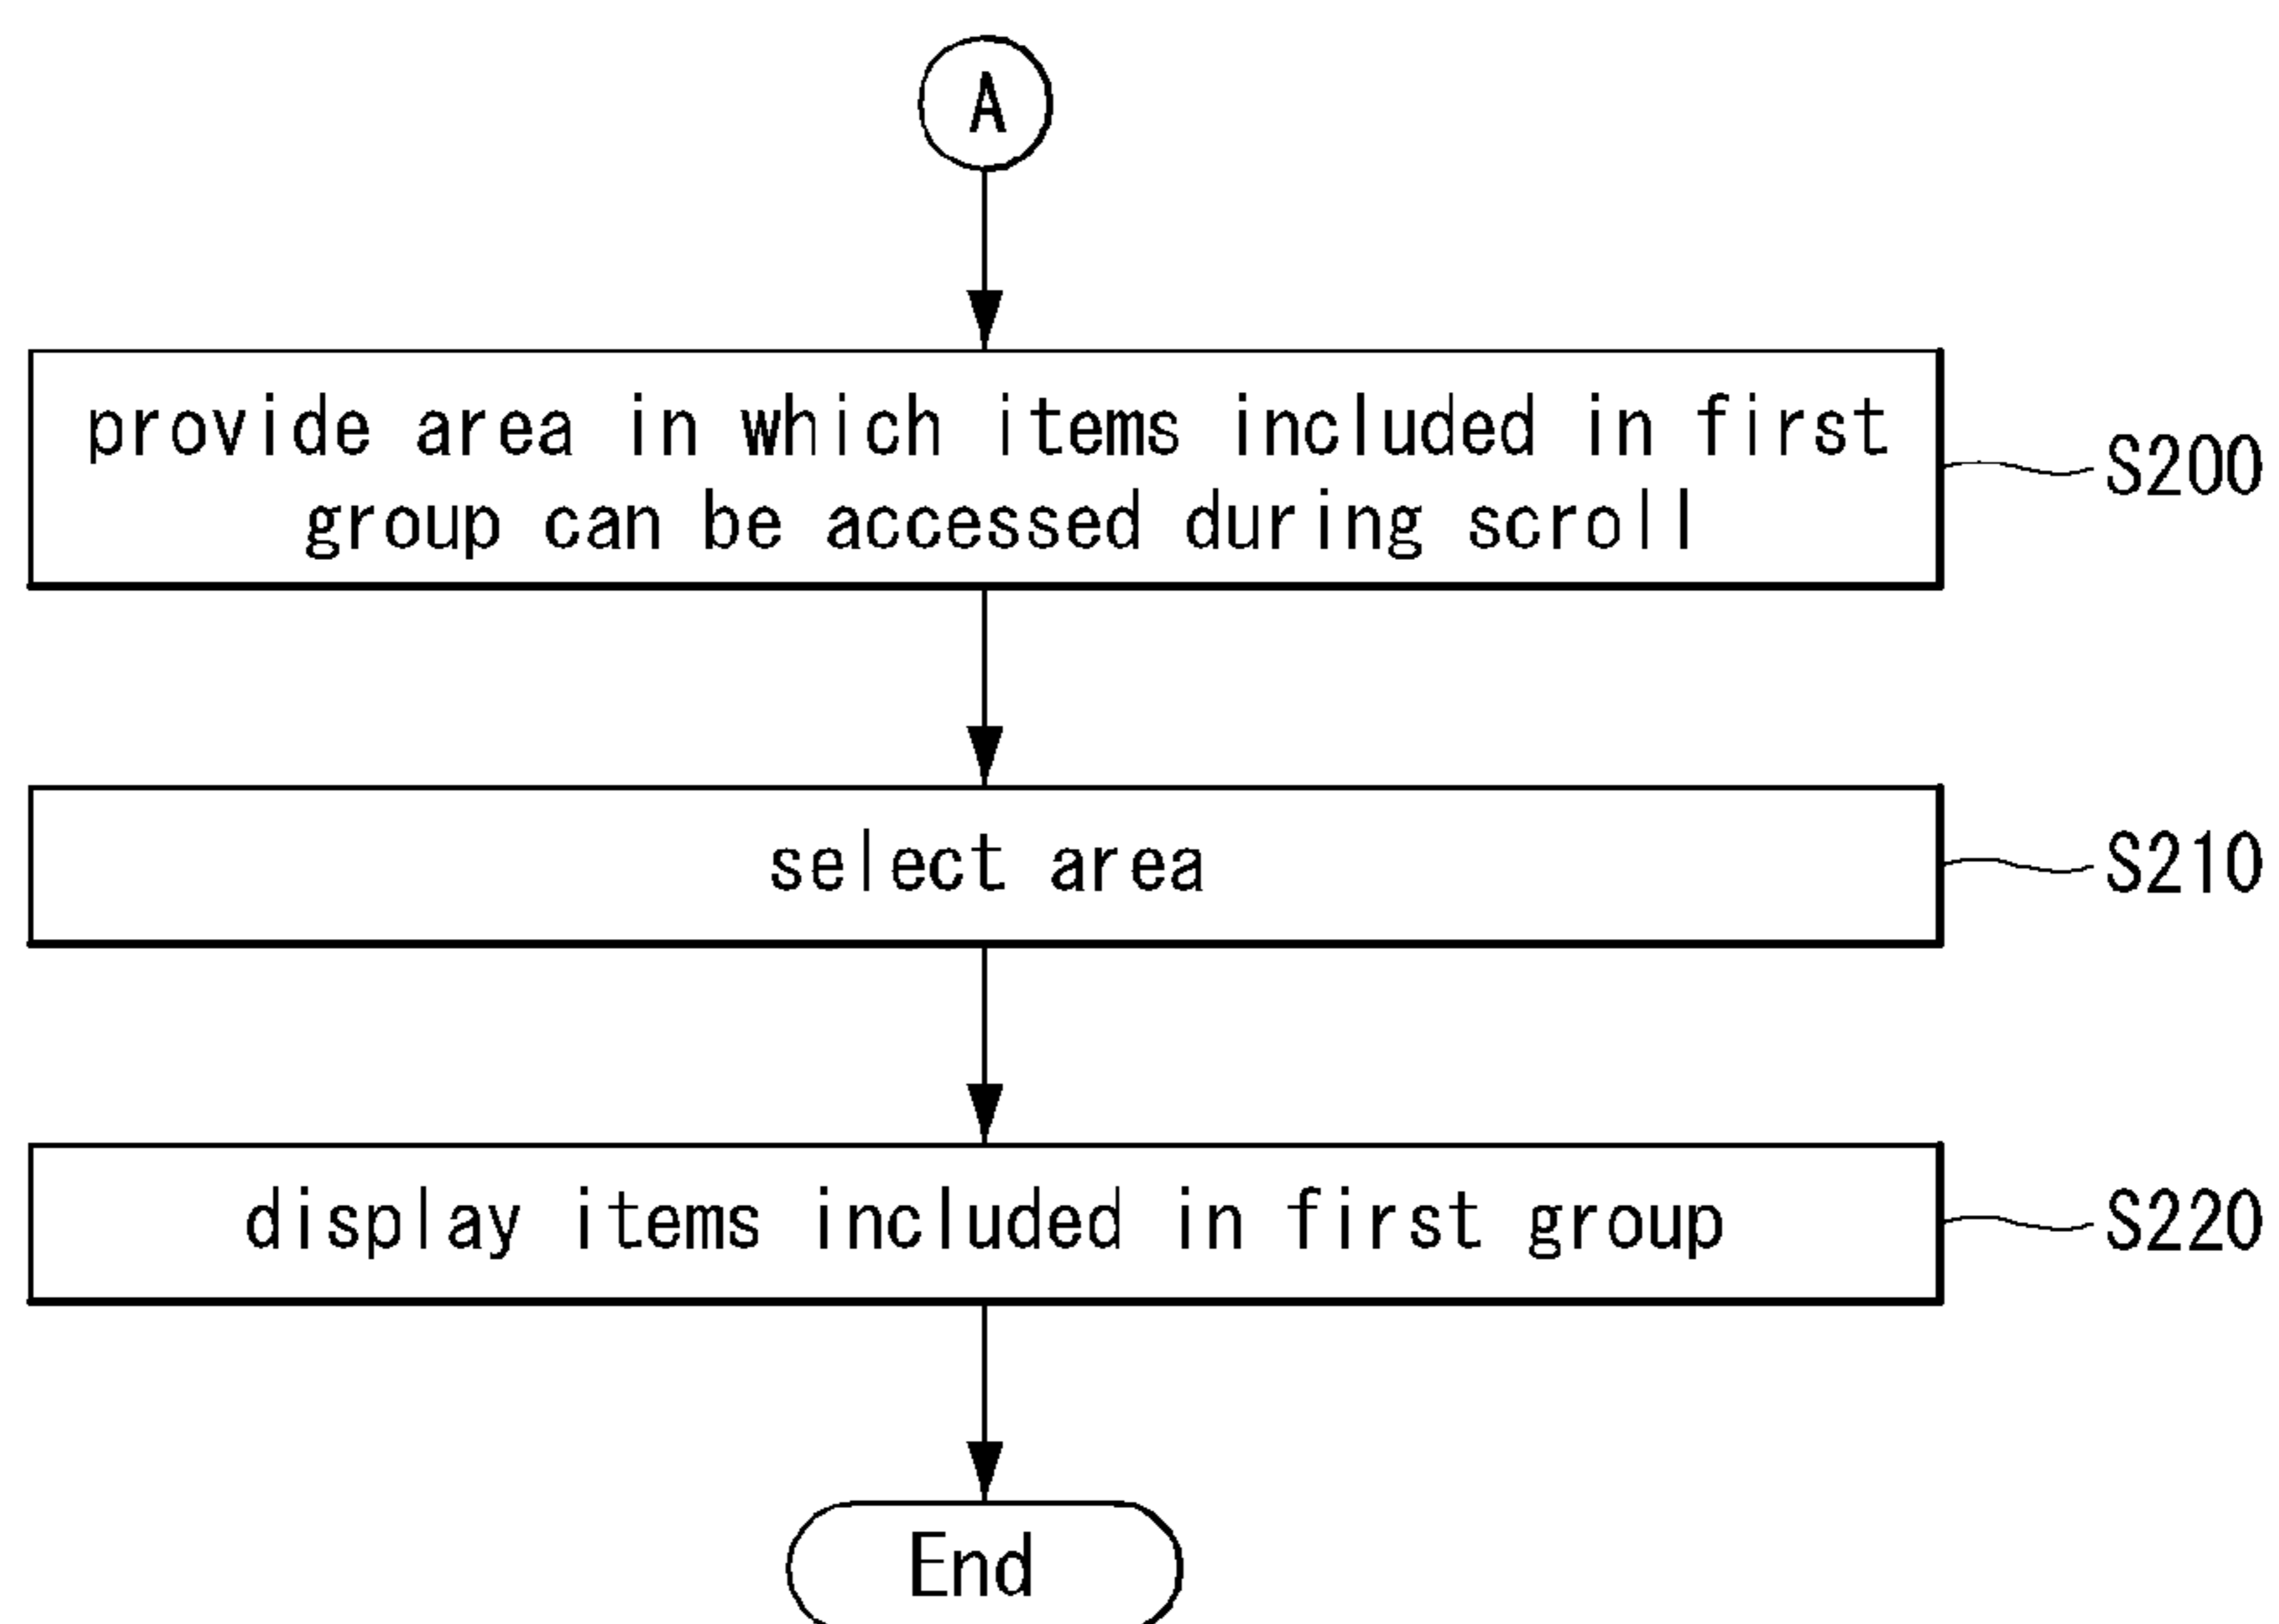 A
provide area in which items included in first
group can be accessed during scroll
S200
select area
S210
display items included in first group
S220
End